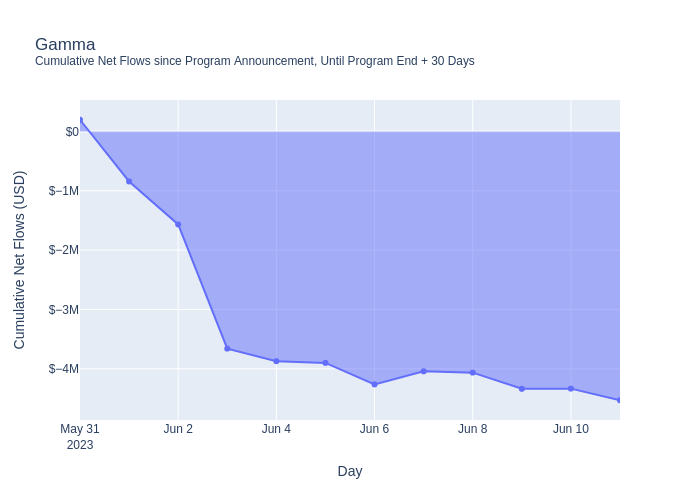 Gamma
Cumulative Net Flows since Program Announcement, Until Program End + 30 Days
Cumulative Net Flows (USD)
$0
$−1M
$−2M
$−3M
$−4M
May 31
2023
Jun 2
Jun 4
Jun 6
Jun 8
Jun 10
Day